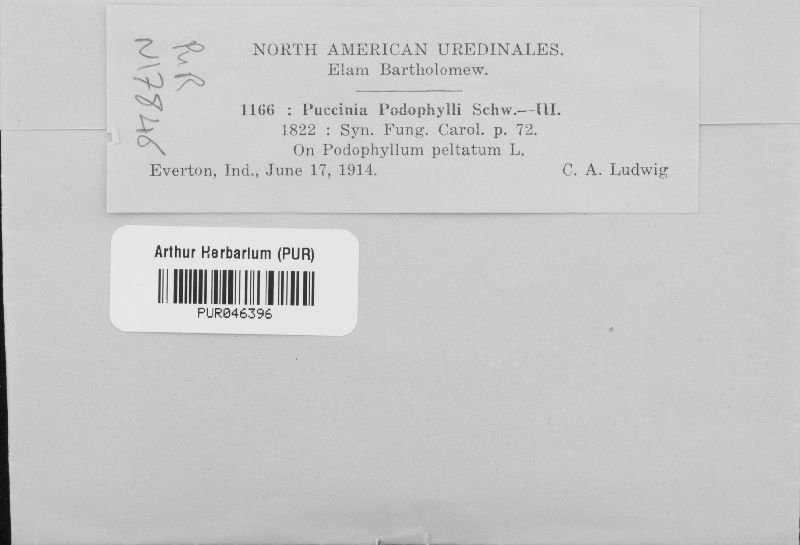 NORTH AMERICAN UREDINALES.
Elam Bartholomew.
1166 : Puccinia Podophylli Schw.—III.
1822 : Syn. Fung. Carol. p. 72.
On Podophyllum peltatum L.
Everton, Ind., June 17, 1914. C. A. Ludwig
PUR
N17846
Arthur Herbarium (PUR)
PUR046396